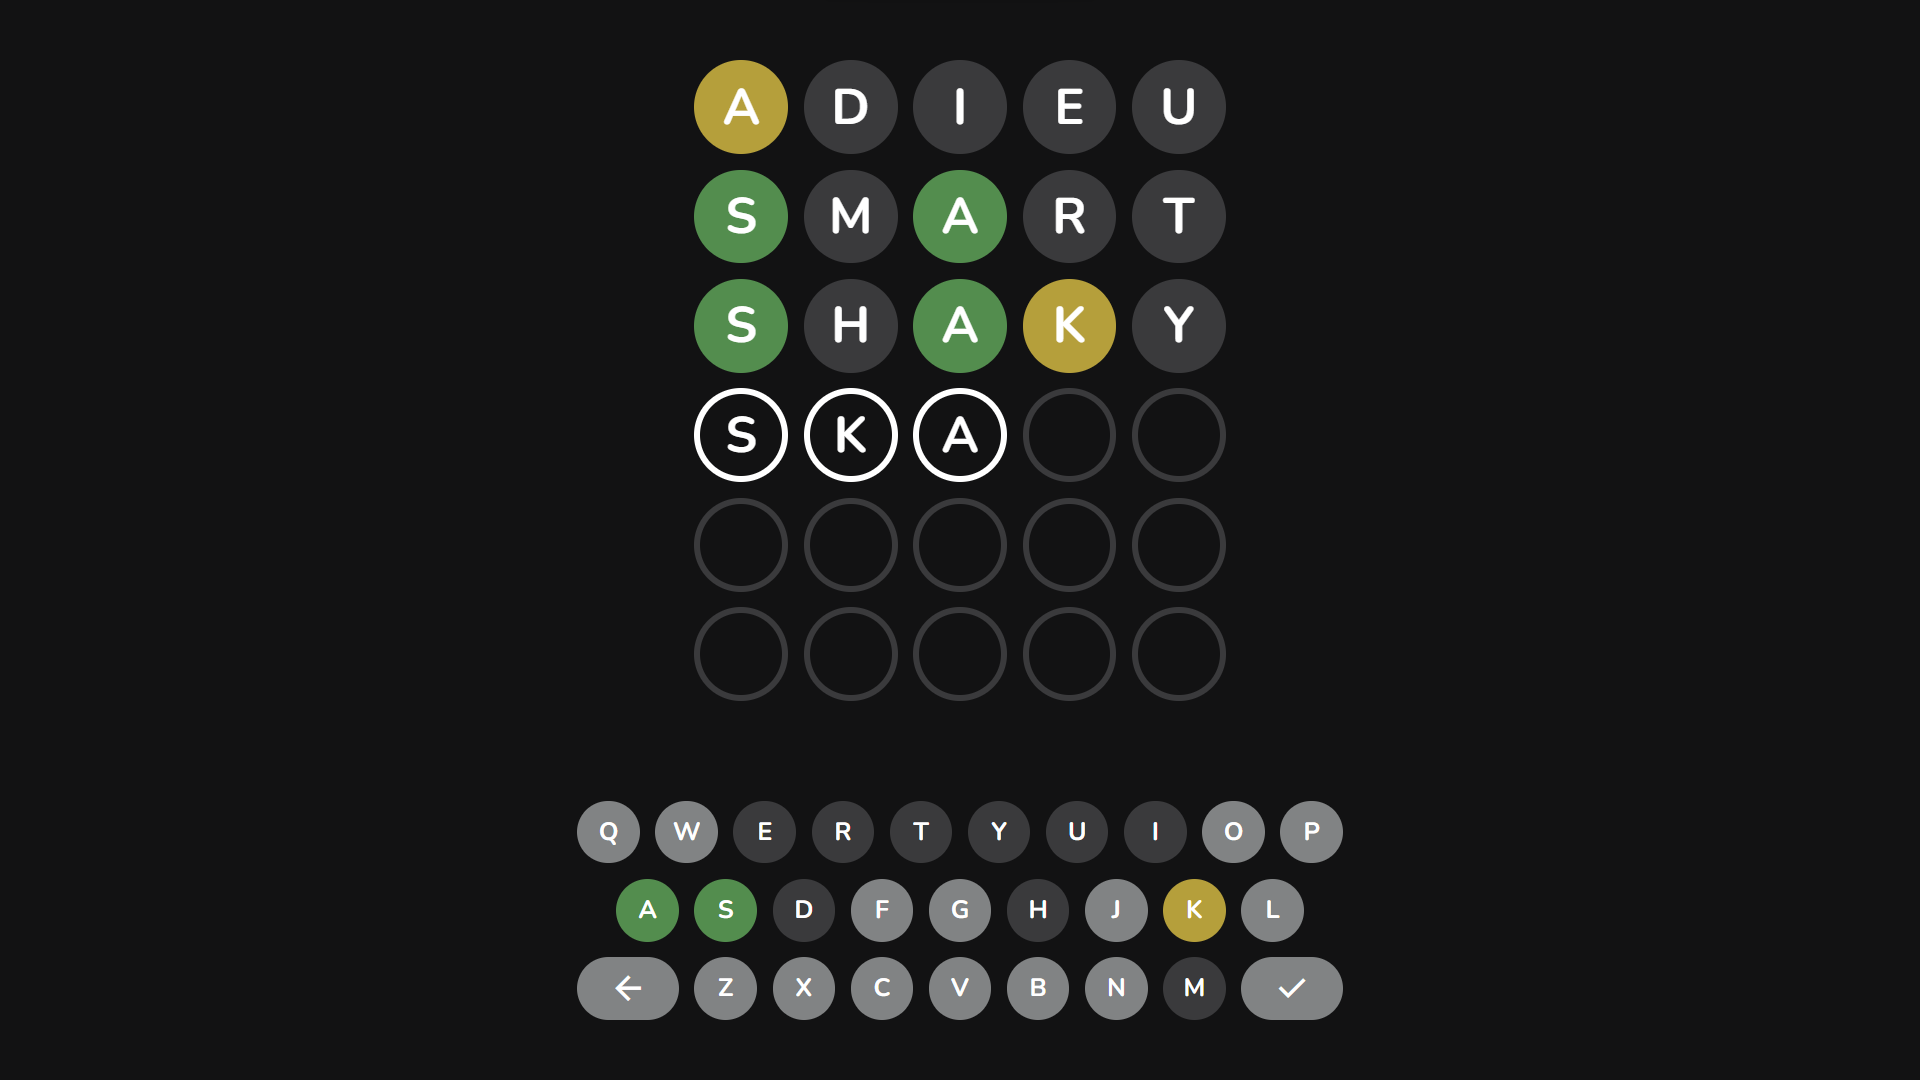 A D I E U
S M A R T
S H A K Y
S K A
Q W E R T Y U I O P
A S D F G H J K L
Z X C V B N M